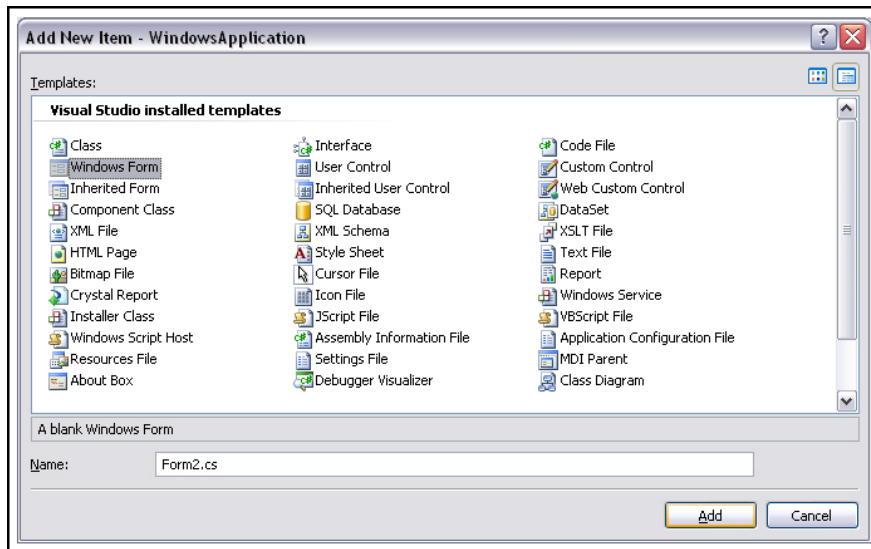 Add New Item - WindowsApplication
Templates:
Visual Studio installed templates
Class
Interface
Code File
Windows Form
User Control
Custom Control
Inherited Form
Inherited User Control
Web Custom Control
Component Class
SQL Database
DataSet
XML File
XML Schema
XSLT File
HTML Page
Style Sheet
Text File
Bitmap File
Cursor File
Report
Crystal Report
Icon File
Windows Service
Installer Class
JScript File
VBScript File
Windows Script Host
Assembly Information File
Application Configuration File
Resources File
Settings File
MDI Parent
About Box
Debugger Visualizer
Class Diagram
A blank Windows Form
Name:
Form2.cs
Add
Cancel